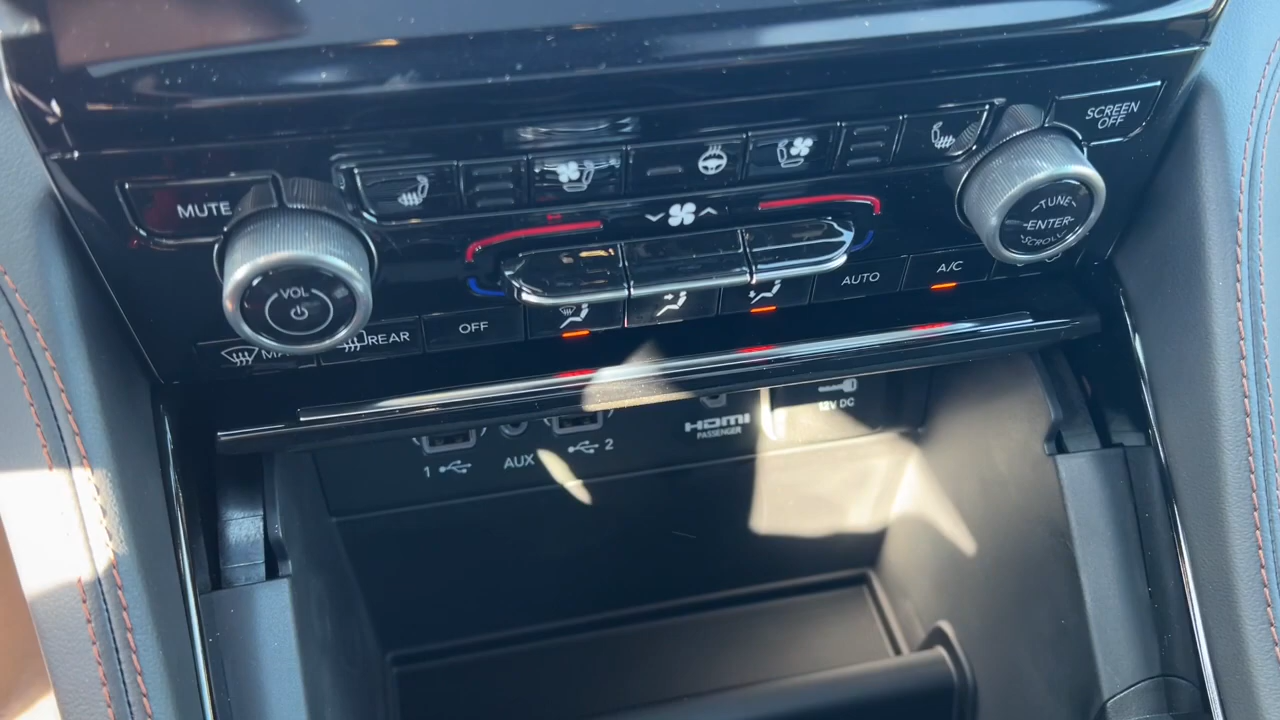 SCREEN
OFF
MUTE
TUNE
ENTER
SCROLL
VOL
AUTO
A/C
OFF
REAR
HDMI
PASSENGER
12V DC
1
AUX
2